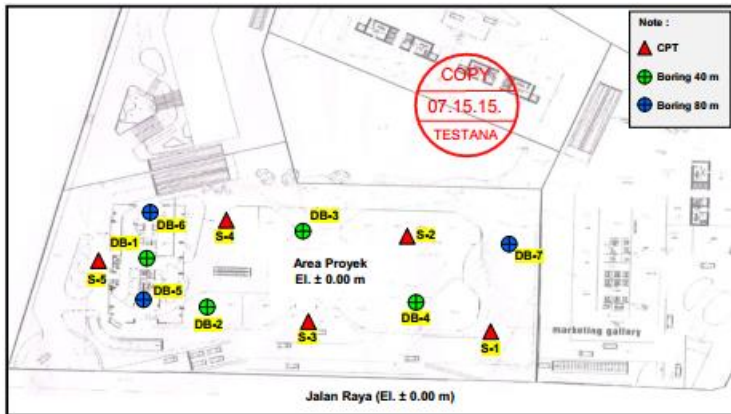 Note :
CPT
Boring 40 m
Boring 80 m
COPY
07.15.15.
TESTANA
DB-6
DB-3
S-4
S-2
DB-1
DB-7
Area Proyek
El. ± 0.00 m
S-5
DB-5
DB-2
S-3
DB-4
S-1
marketing gallery
Jalan Raya (El. ± 0.00 m)